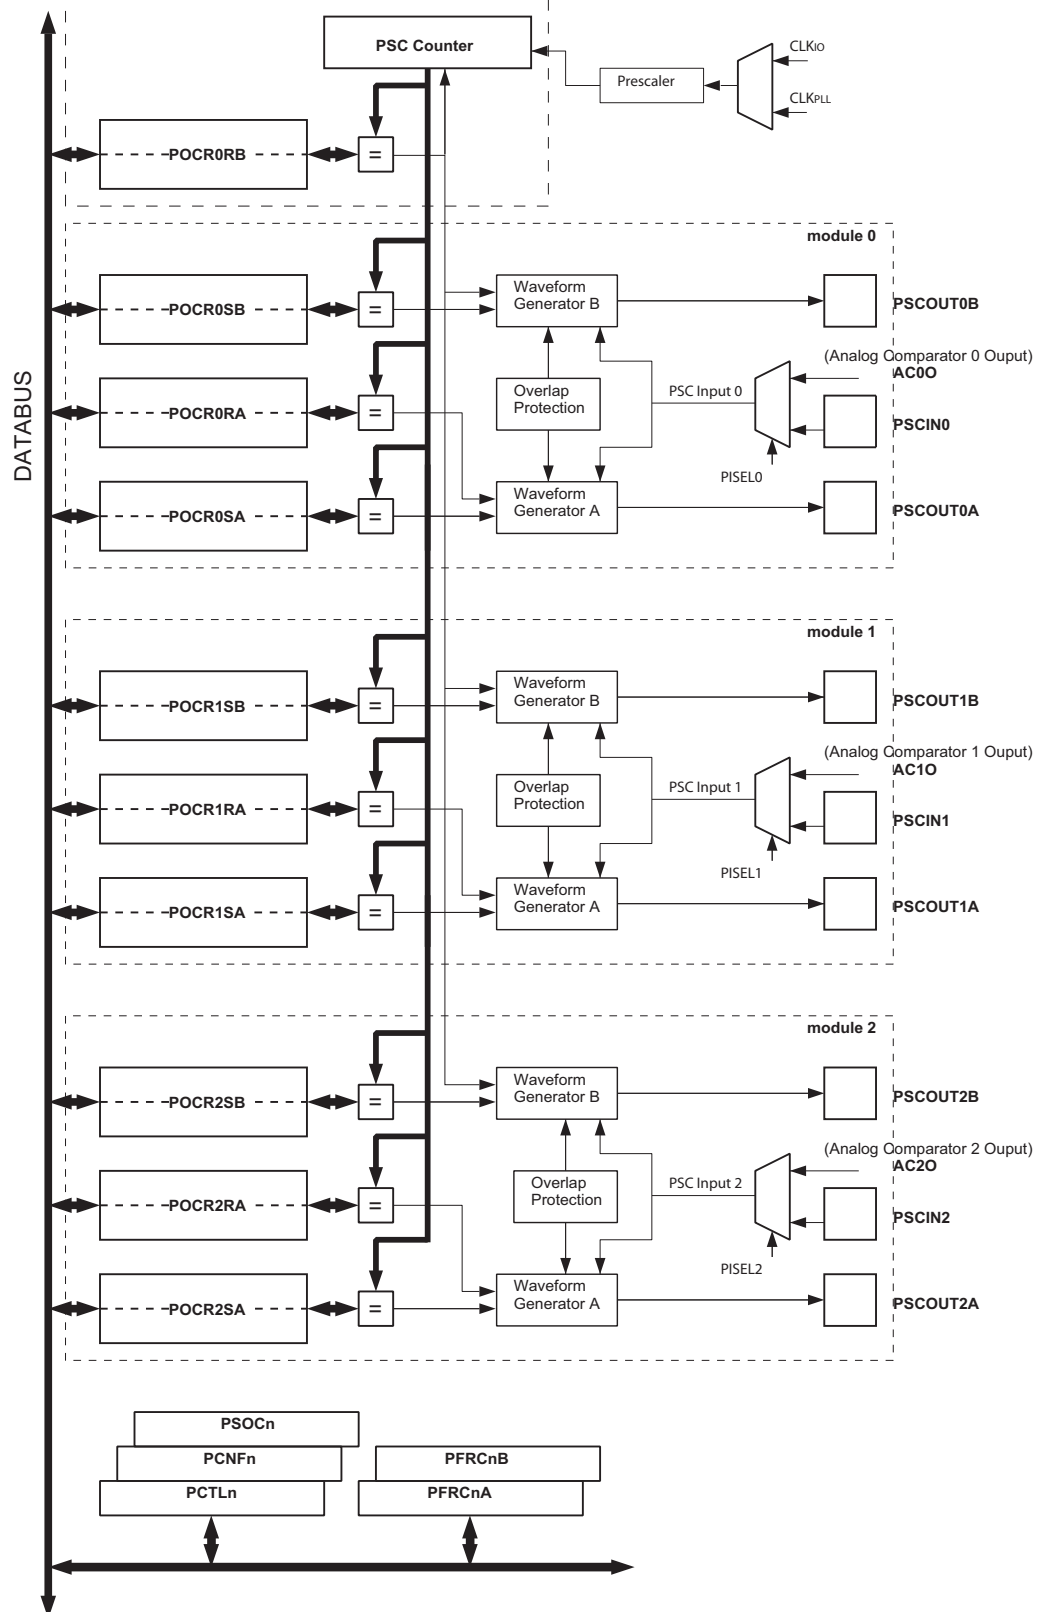 PSC Counter
CLKIO
Prescaler
CLKPLL
POCR0RB
=
module 0
POCR0SB
=
Waveform
Generator B
PSCOUT0B
(Analog Comparator 0 Ouput)
AC0O
POCR0RA
=
Overlap
Protection
PSC Input 0
PSCIN0
PISEL0
POCR0SA
=
Waveform
Generator A
PSCOUT0A
DATABUS
module 1
POCR1SB
=
Waveform
Generator B
PSCOUT1B
(Analog Comparator 1 Ouput)
AC1O
POCR1RA
=
Overlap
Protection
PSC Input 1
PSCIN1
PISEL1
POCR1SA
=
Waveform
Generator A
PSCOUT1A
module 2
POCR2SB
=
Waveform
Generator B
PSCOUT2B
(Analog Comparator 2 Ouput)
AC2O
POCR2RA
=
Overlap
Protection
PSC Input 2
PSCIN2
PISEL2
POCR2SA
=
Waveform
Generator A
PSCOUT2A
PSOCn
PCNFn
PFRCnB
PCTLn
PFRCnA